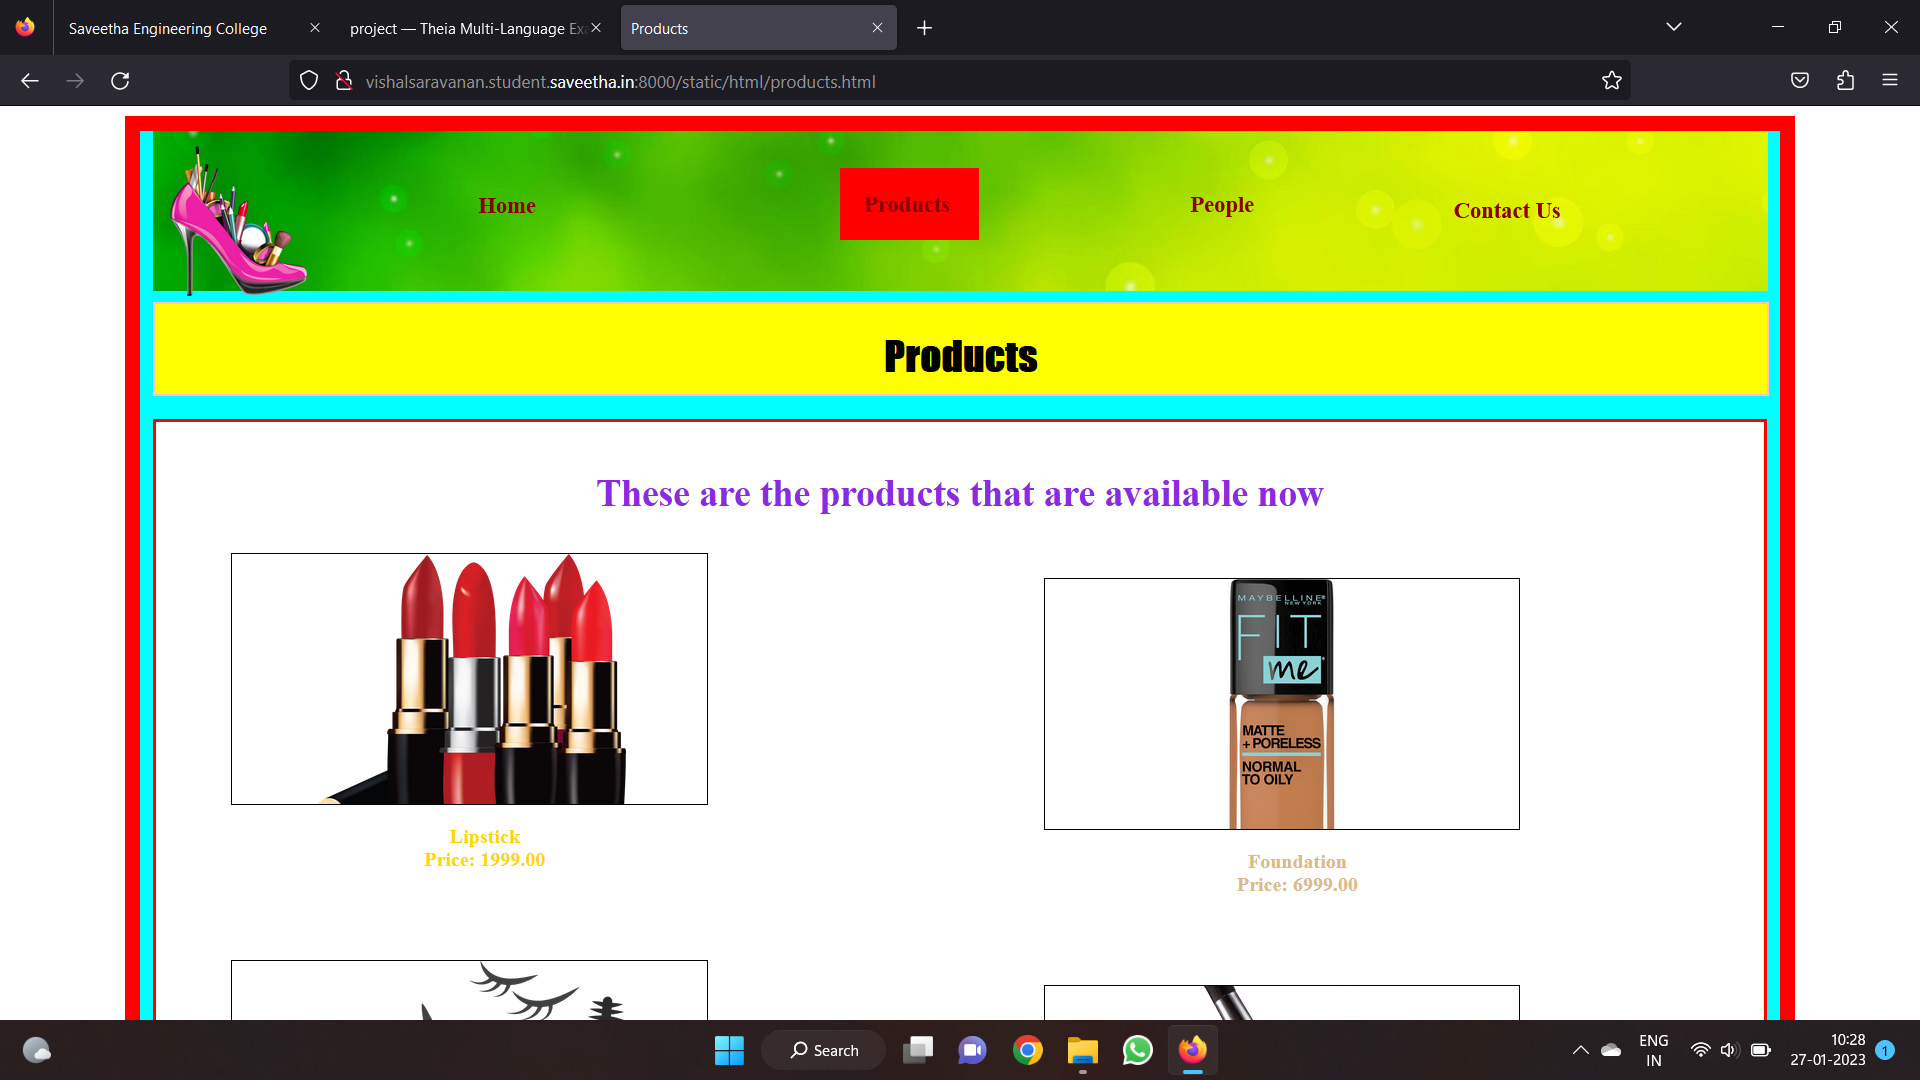 Saveetha Engineering College
project — Theia Multi-Language Ex
Products
vishalsaravanan.student.saveetha.in:8000/static/html/products.html
Home
Products
People
Contact Us
Products
These are the products that are available now
MAYBELLINE
NEW YORK
FIT
me
MATTE
+ PORELESS
NORMAL
TO OILY
Lipstick
Price: 1999.00
Foundation
Price: 6999.00
Search
ENG
IN
10:28
27-01-2023
1